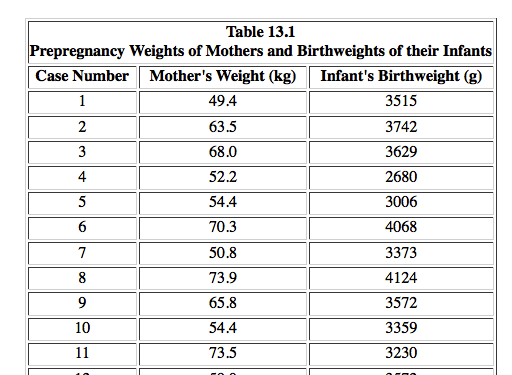 Table 13.1
Prepregnancy Weights of Mothers and Birthweights of their Infants
Case Number Mother's Weight (kg) Infant's Birthweight (g)
1 49.4 3515
2 63.5 3742
3 68.0 3629
4 52.2 2680
5 54.4 3006
6 70.3 4068
7 50.8 3373
8 73.9 4124
9 65.8 3572
10 54.4 3359
11 73.5 3230